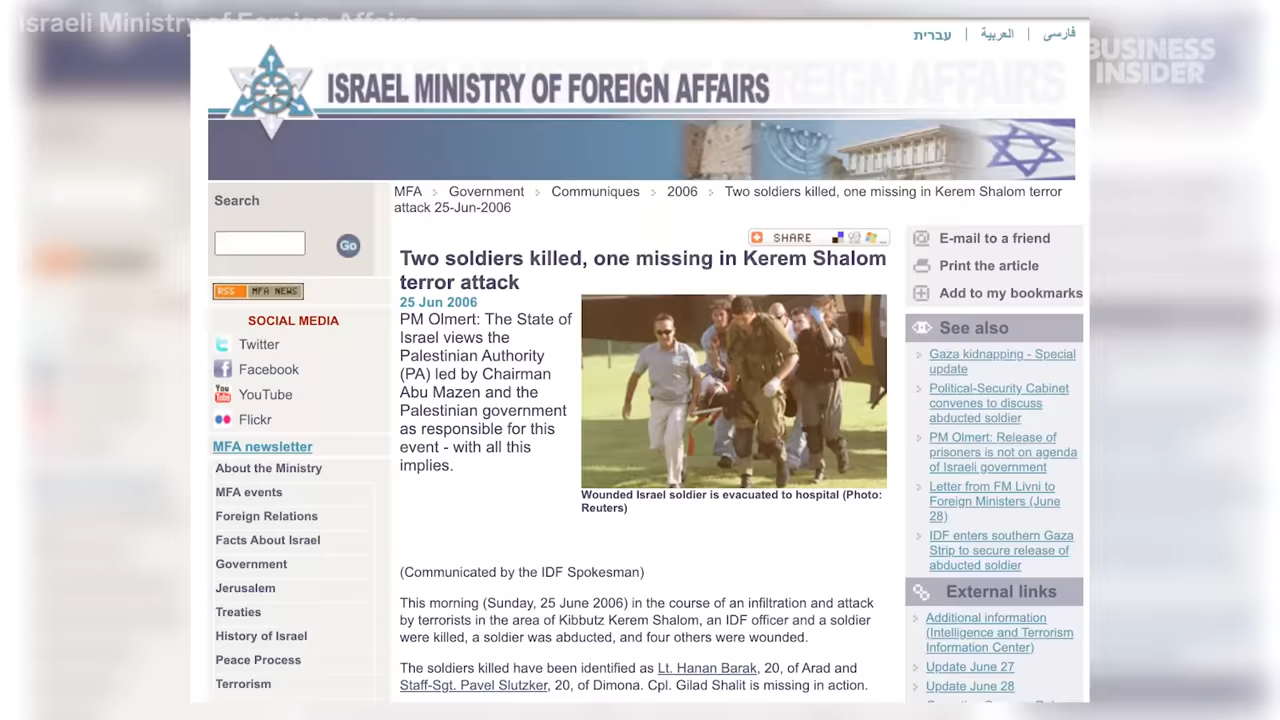 Israeli Ministry of Foreign Affairs
BUSINESS
INSIDER
עברית | العربية | فارسی
ISRAEL MINISTRY OF FOREIGN AFFAIRS
Search
Go
RSS MFA NEWS
SOCIAL MEDIA
Twitter
Facebook
YouTube
Flickr
MFA newsletter
About the Ministry
MFA events
Foreign Relations
Facts About Israel
Government
Jerusalem
Treaties
History of Israel
Peace Process
Terrorism
MFA Government Communiques 2006 Two soldiers killed, one missing in Kerem Shalom terror
attack 25-Jun-2006
SHARE
Two soldiers killed, one missing in Kerem Shalom
terror attack
25 Jun 2006
PM Olmert: The State of
Israel views the
Palestinian Authority
(PA) led by Chairman
Abu Mazen and the
Palestinian government
as responsible for this
event - with all this
implies.
Wounded Israel soldier is evacuated to hospital (Photo:
Reuters)
(Communicated by the IDF Spokesman)
This morning (Sunday, 25 June 2006) in the course of an infiltration and attack
by terrorists in the area of Kibbutz Kerem Shalom, an IDF officer and a soldier
were killed, a soldier was abducted, and four others were wounded.
The soldiers killed have been identified as Lt. Hanan Barak, 20, of Arad and
Staff-Sgt. Pavel Slutzker, 20, of Dimona. Cpl. Gilad Shalit is missing in action.
E-mail to a friend
Print the article
Add to my bookmarks
See also
Gaza kidnapping - Special
update
Political-Security Cabinet
convenes to discuss
abducted soldier
PM Olmert: Release of
prisoners is not on agenda
of Israeli government
Letter from FM Livni to
Foreign Ministers (June
28)
IDF enters southern Gaza
Strip to secure release of
abducted soldier
External links
Additional information
(Intelligence and Terrorism
Information Center)
Update June 27
Update June 28